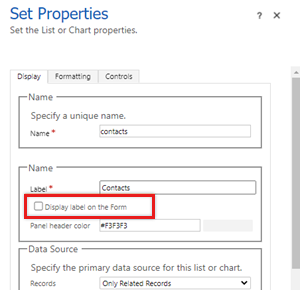 Set Properties
? ×
Set the List or Chart properties.
Display Formatting Controls
Name
Specify a unique name.
Name * contacts
Name
Label * Contacts
Display label on the Form
Panel header color #F3F3F3
Data Source
Specify the primary data source for this list or chart.
Records Only Related Records